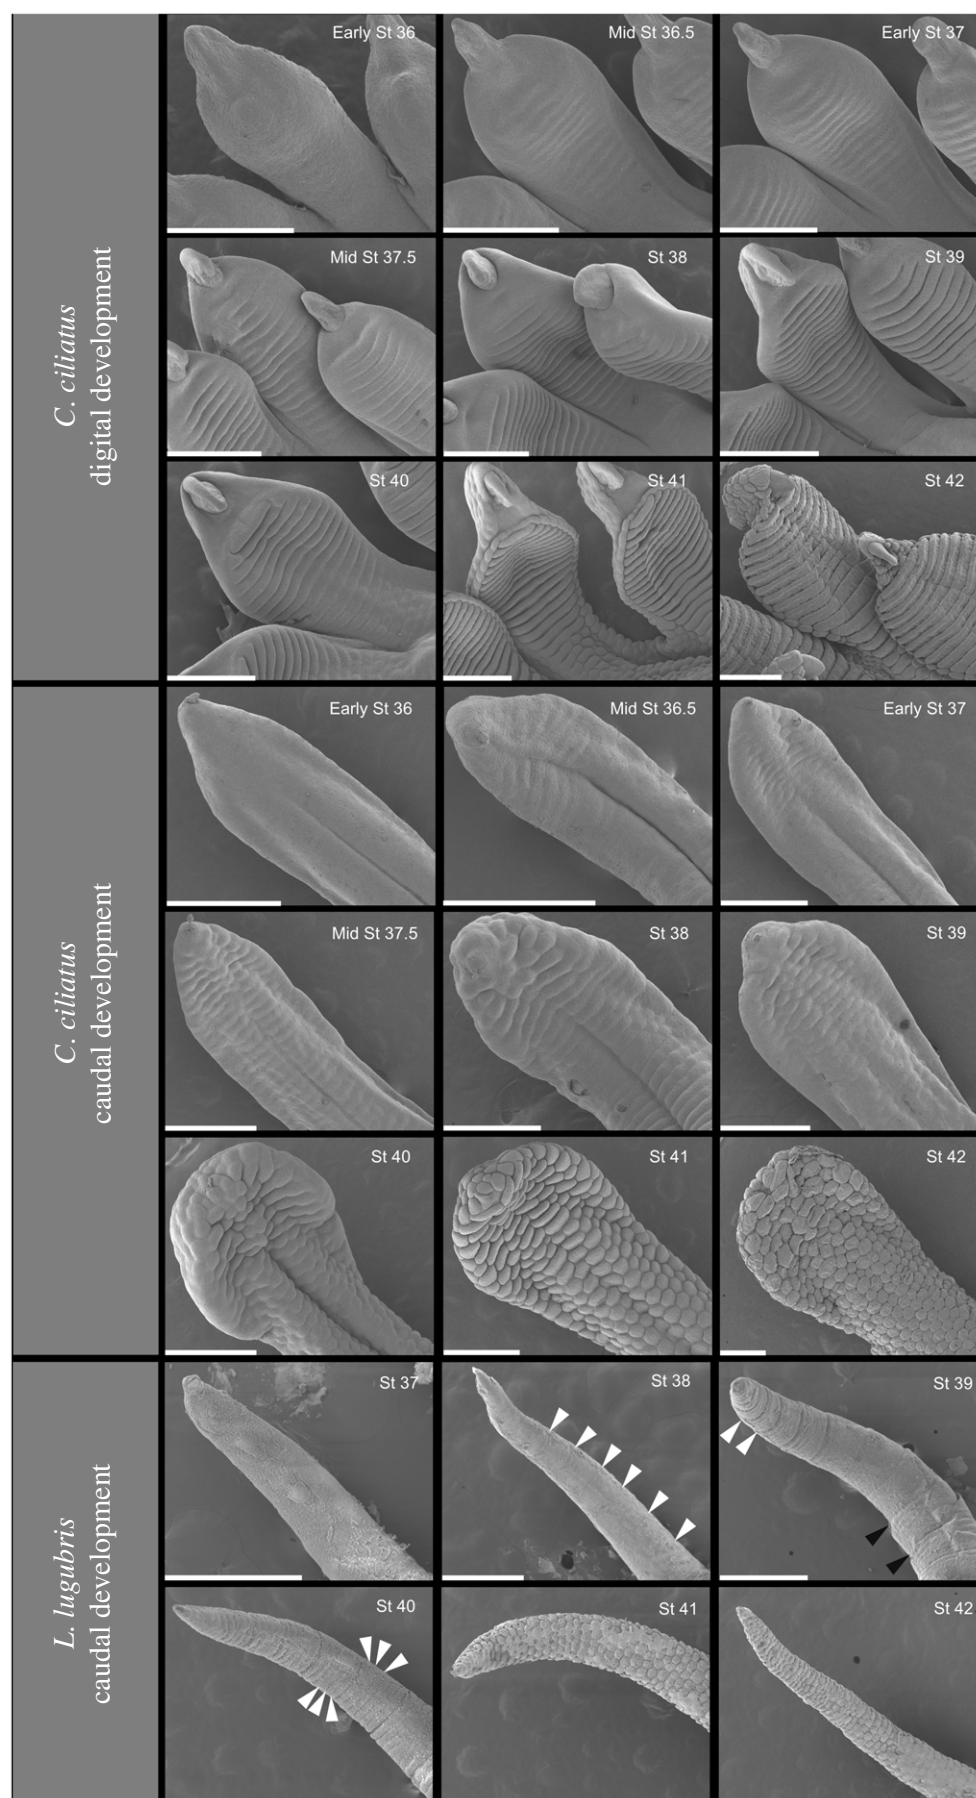 C. ciliatus
digital development
Early St 36
Mid St 36.5
Early St 37
Mid St 37.5
St 38
St 39
St 40
St 41
St 42
C. ciliatus
caudal development
Early St 36
Mid St 36.5
Early St 37
Mid St 37.5
St 38
St 39
St 40
St 41
St 42
L. lugubris
caudal development
St 37
St 38
St 39
St 40
St 41
St 42